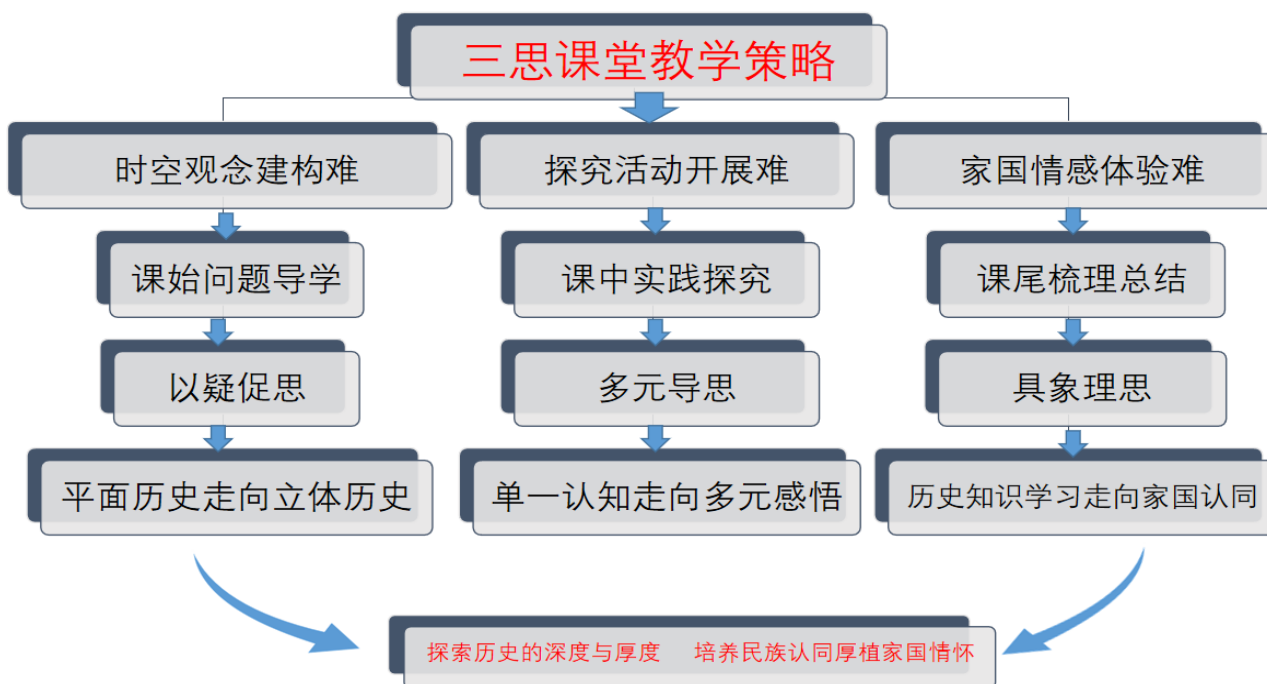 三思课堂教学策略
时空观念建构难
探究活动开展难
家国情感体验难
课始问题导学
课中实践探究
课尾梳理总结
以疑促思
多元导思
具象理思
平面历史走向立体历史
单一认知走向多元感悟
历史知识学习走向家国认同
探索历史的深度与厚度 培养民族认同厚植家国情怀